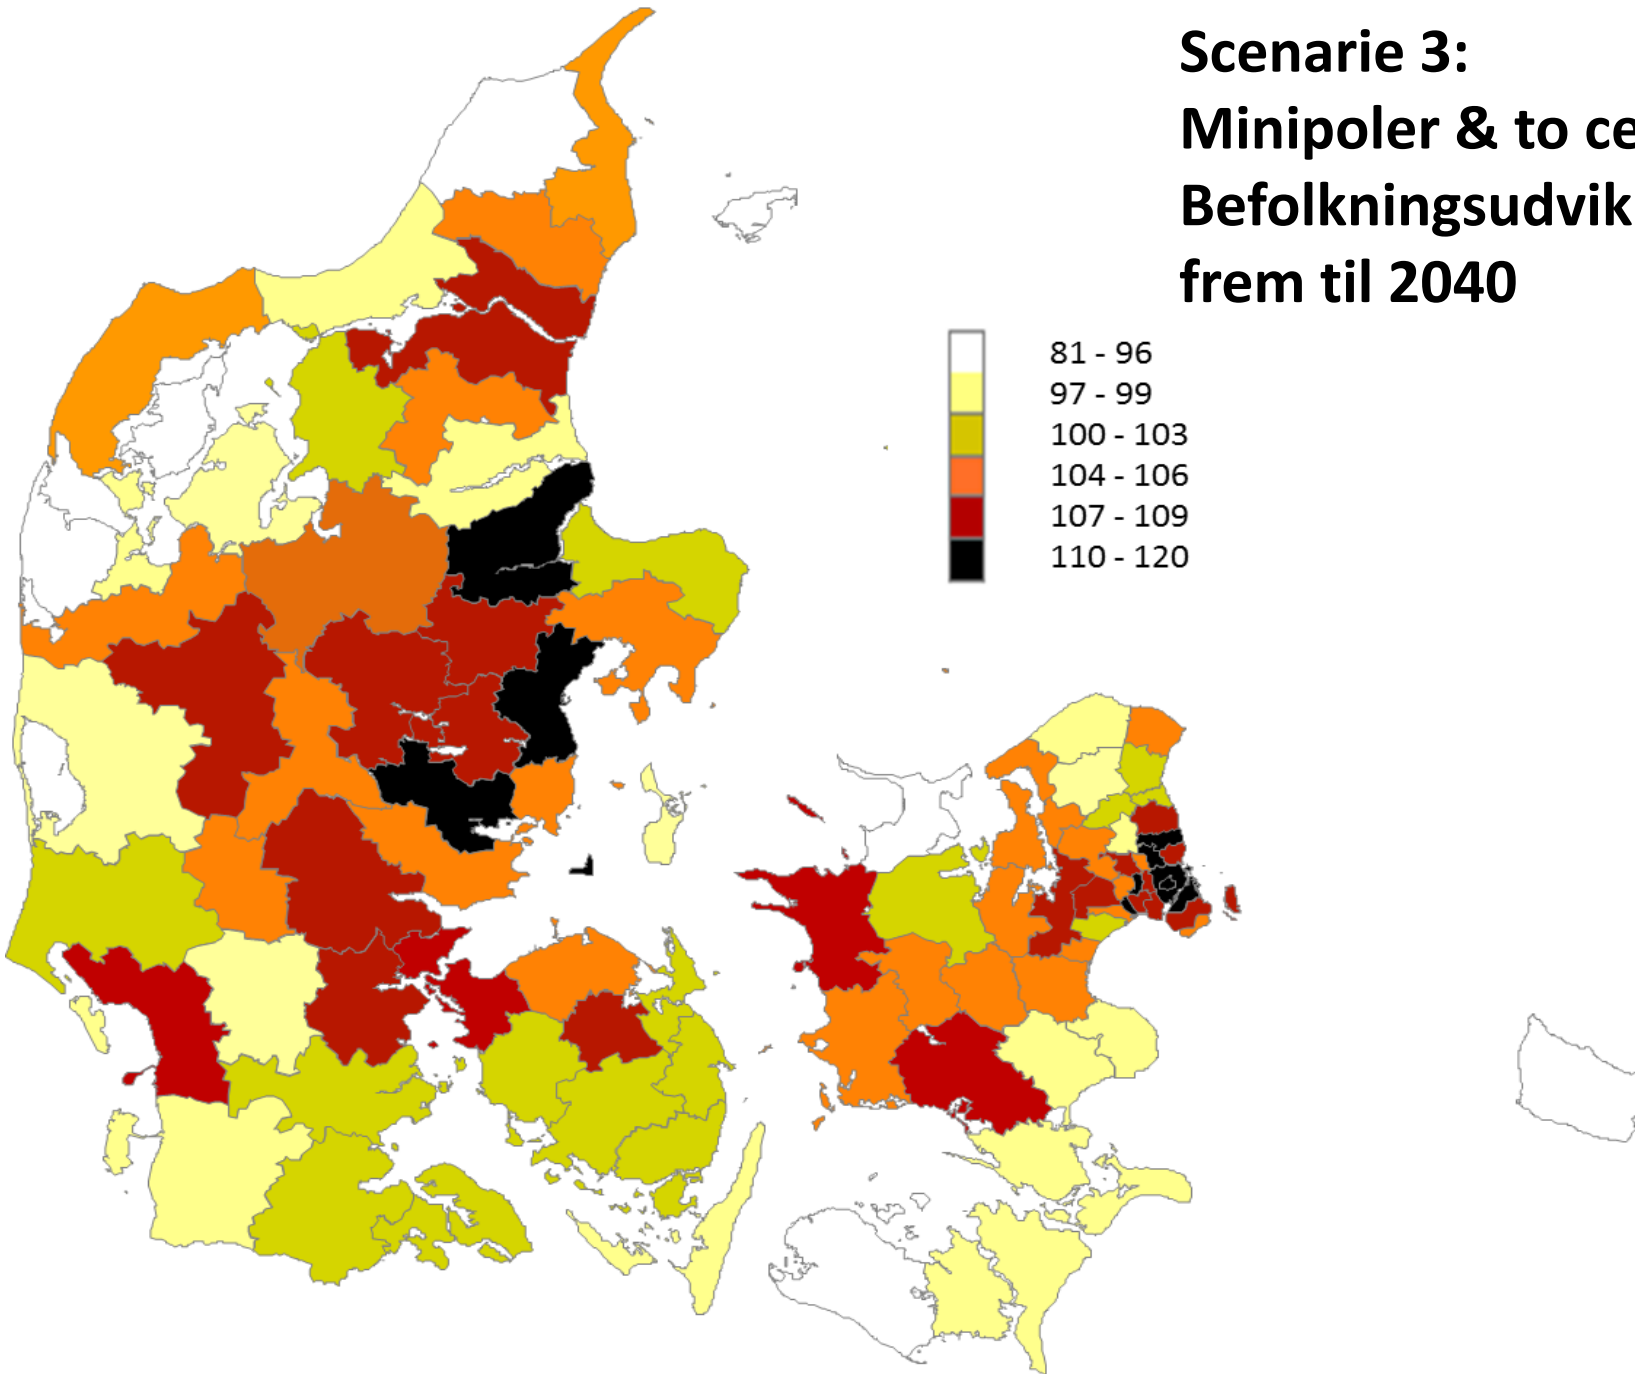 Scenarie 3:
Minipoler & to ce
Befolkningsudvik
frem til 2040
81 - 96
97 - 99
100 - 103
104 - 106
107 - 109
110 - 120